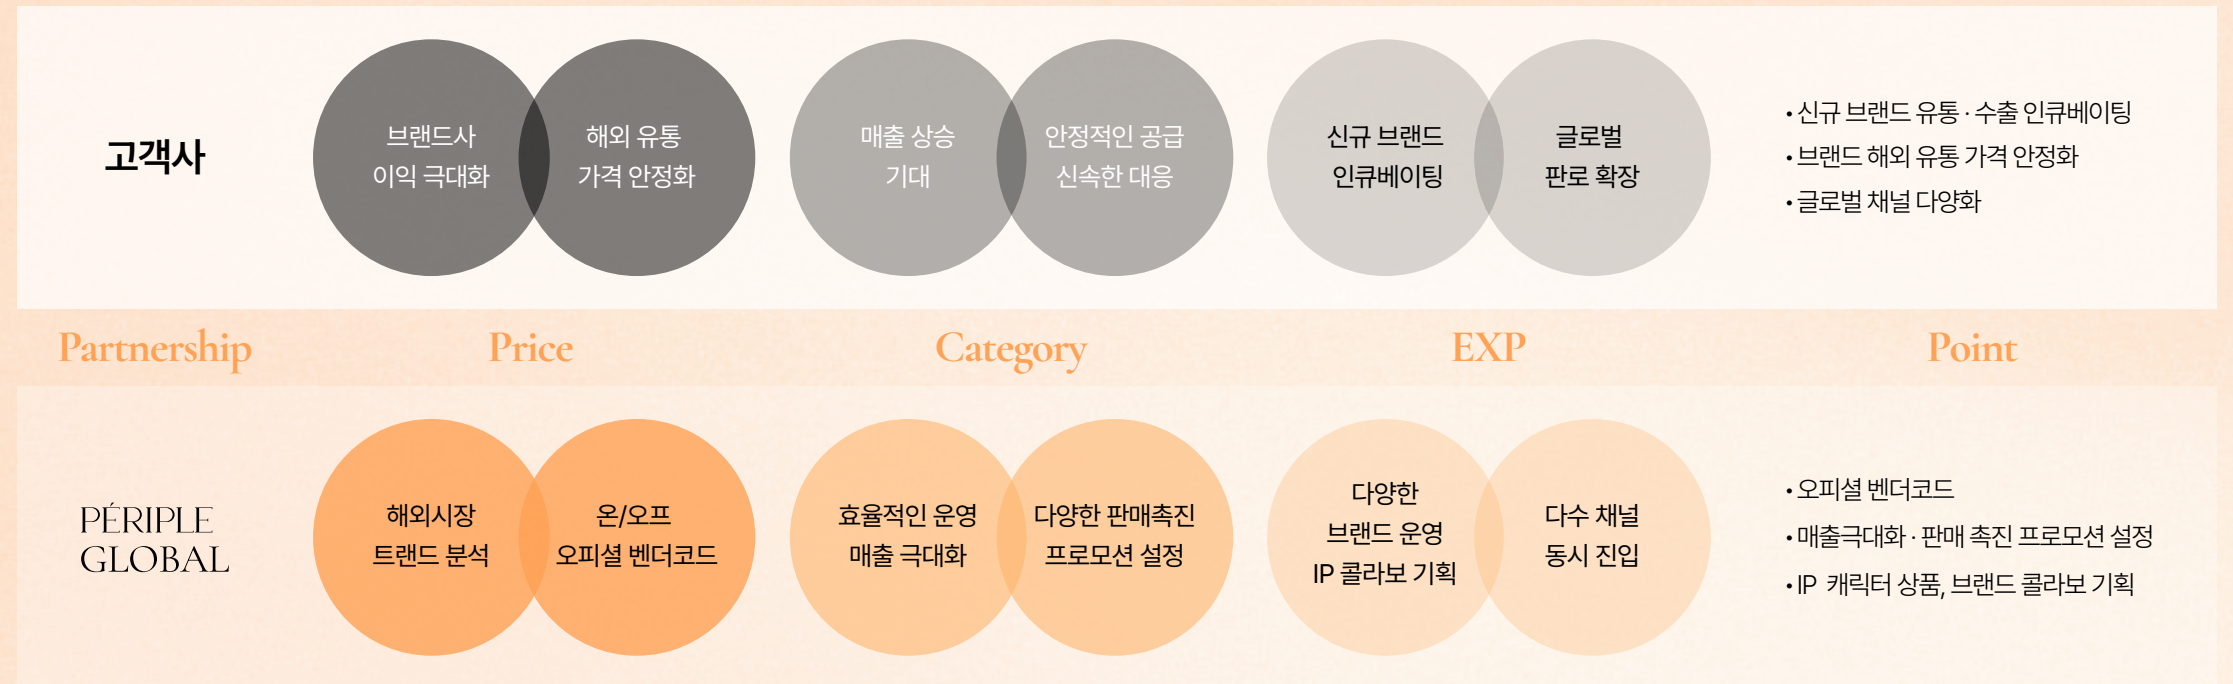 고객사
브랜드사
이익 극대화
해외 유통
가격 안정화
매출 상승
기대
안정적인 공급
신속한 대응
신규 브랜드
인큐베이팅
글로벌
판로 확장
• 신규 브랜드 유통 · 수출 인큐베이팅
• 브랜드 해외 유통 가격 안정화
• 글로벌 채널 다양화
Partnership
Price
Category
EXP
Point
PÉRIPLE
GLOBAL
해외시장
트랜드 분석
온/오프
오피셜 벤더코드
효율적인 운영
매출 극대화
다양한 판매촉진
프로모션 설정
다양한
브랜드 운영
IP 콜라보 기획
다수 채널
동시 진입
• 오피셜 벤더코드
• 매출극대화 · 판매 촉진 프로모션 설정
• IP 캐릭터 상품, 브랜드 콜라보 기획